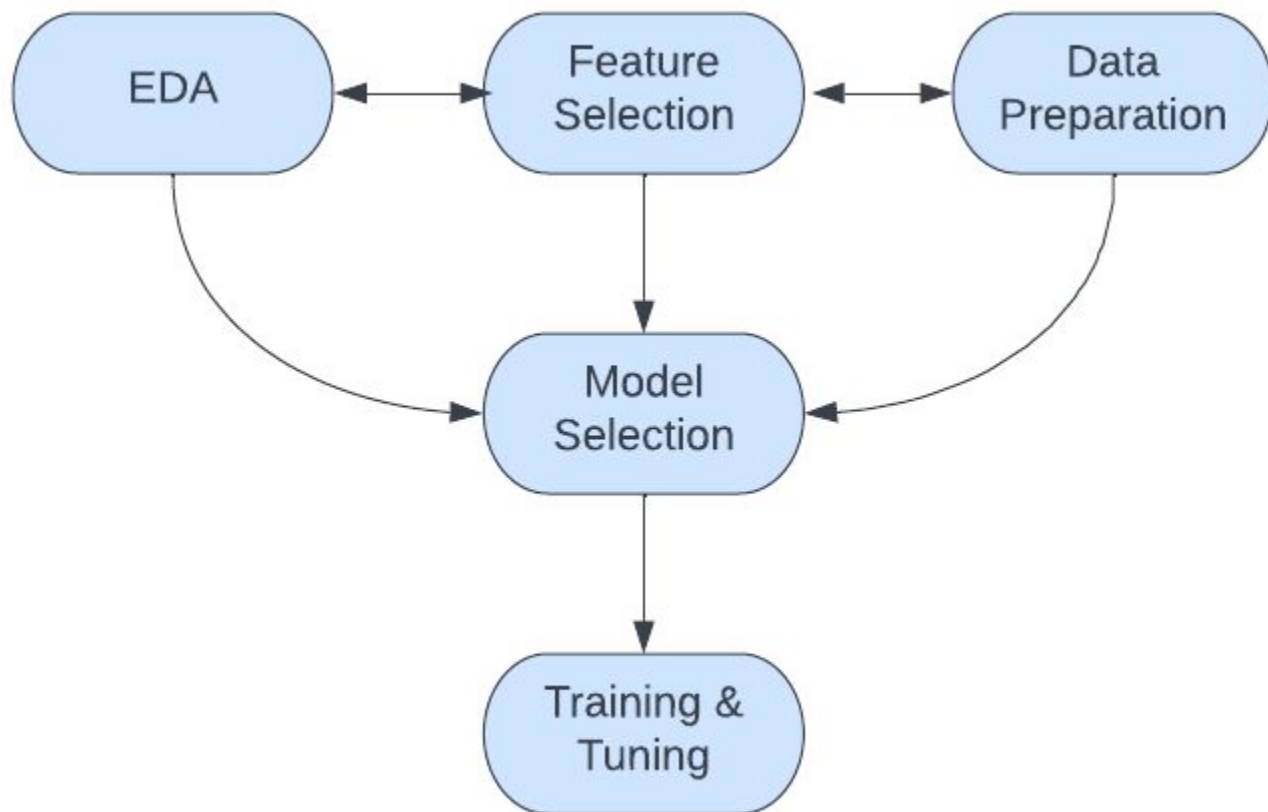 EDA
Feature
Selection
Data
Preparation
Model
Selection
Training &
Tuning